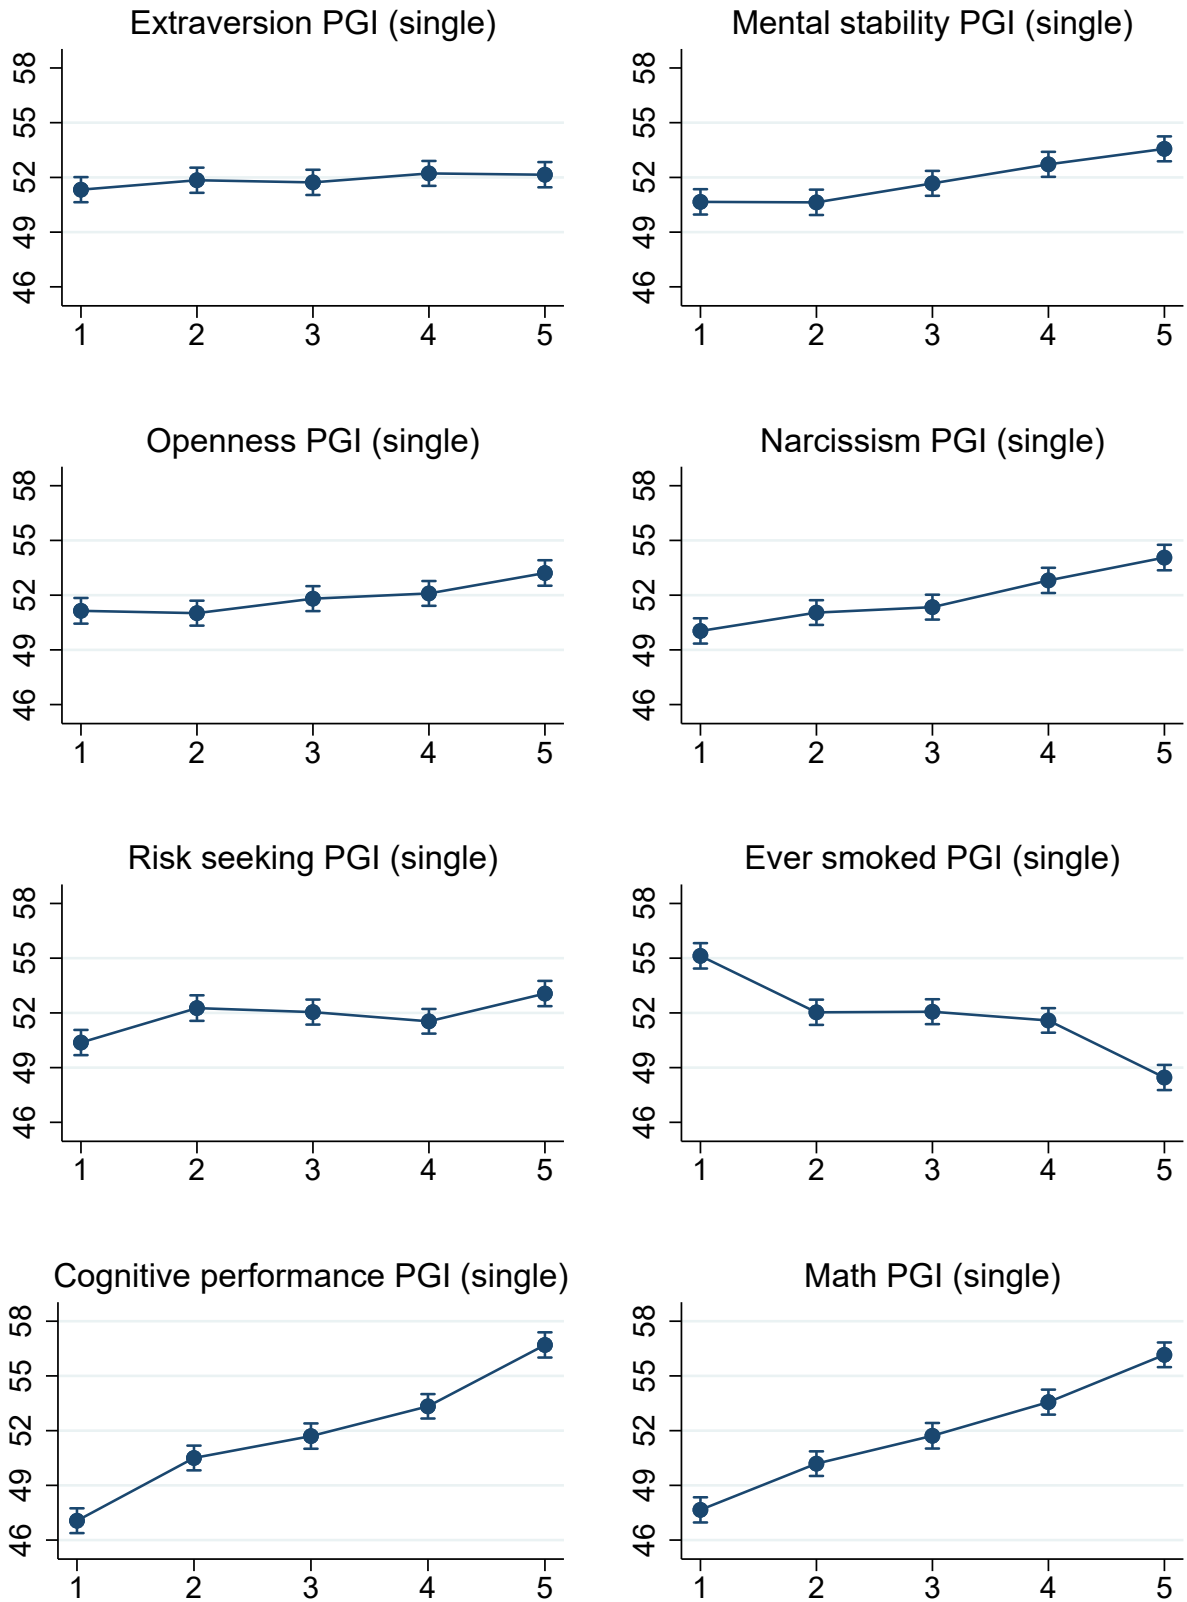 Extraversion PGI (single)
58
55
52
49
46
1 2 3 4 5
Mental stability PGI (single)
58
55
52
49
46
1 2 3 4 5
Openness PGI (single)
58
55
52
49
46
1 2 3 4 5
Narcissism PGI (single)
58
55
52
49
46
1 2 3 4 5
Risk seeking PGI (single)
58
55
52
49
46
1 2 3 4 5
Ever smoked PGI (single)
58
55
52
49
46
1 2 3 4 5
Cognitive performance PGI (single)
58
55
52
49
46
1 2 3 4 5
Math PGI (single)
58
55
52
49
46
1 2 3 4 5